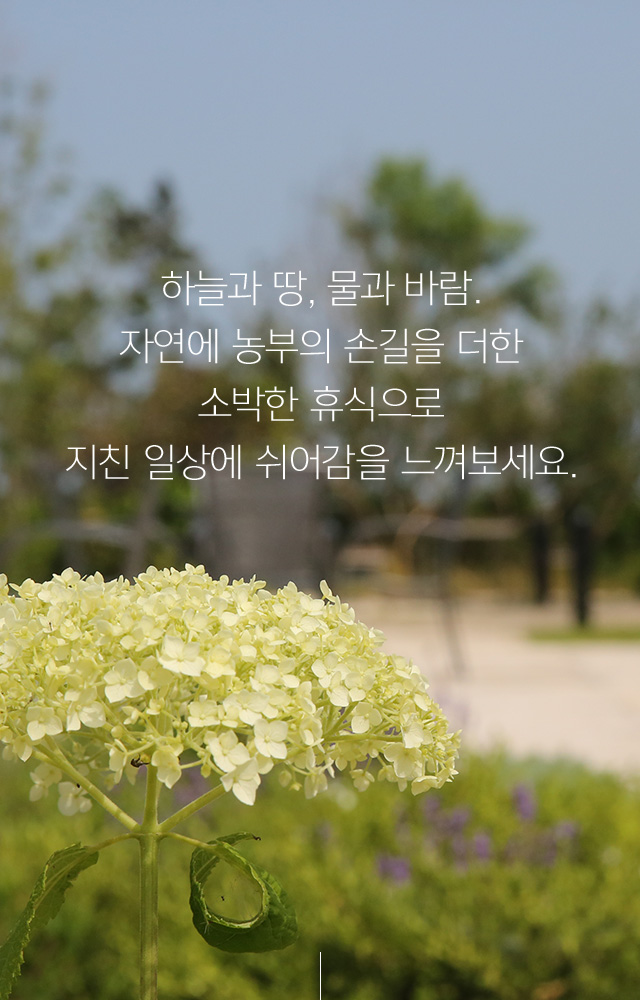 하늘과 땅, 물과 바람.
자연에 농부의 손길을 더한
소박한 휴식으로
지친 일상에 쉬어감을 느껴보세요.